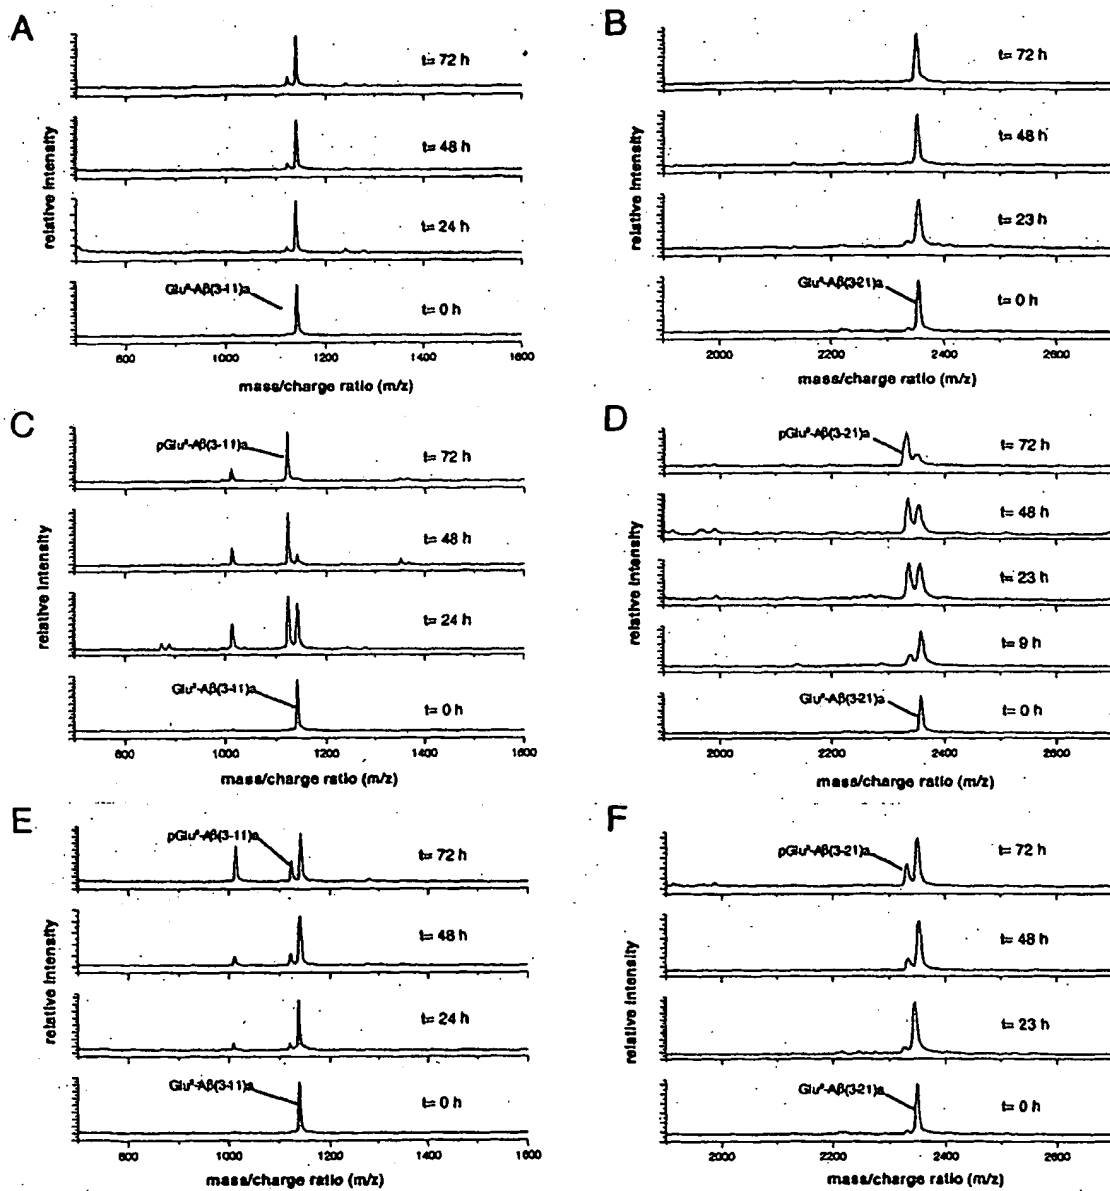 A
t= 72 h
t= 48 h
t= 24 h
Glu³-Aβ(3-11)a
t= 0 h
relative intensity
800 1000 1200 1400 1600
mass/charge ratio (m/z)
B
t= 72 h
t= 48 h
t= 23 h
Glu³-Aβ(3-21)a
t= 0 h
relative intensity
2000 2200 2400 2600
mass/charge ratio (m/z)
C
pGlu³-Aβ(3-11)a
t= 72 h
t= 48 h
t= 24 h
Glu³-Aβ(3-11)a
t= 0 h
relative intensity
800 1000 1200 1400 1600
mass/charge ratio (m/z)
D
pGlu³-Aβ(3-21)a
t= 72 h
t= 48 h
t= 23 h
t= 9 h
Glu³-Aβ(3-21)a
t= 0 h
relative intensity
2000 2200 2400 2600
mass/charge ratio (m/z)
E
pGlu³-Aβ(3-11)a
t= 72 h
t= 48 h
t= 24 h
Glu³-Aβ(3-11)a
t= 0 h
relative intensity
800 1000 1200 1400 1600
mass/charge ratio (m/z)
F
pGlu³-Aβ(3-21)a
t= 72 h
t= 48 h
t= 23 h
Glu³-Aβ(3-21)a
t= 0 h
relative intensity
2000 2200 2400 2600
mass/charge ratio (m/z)